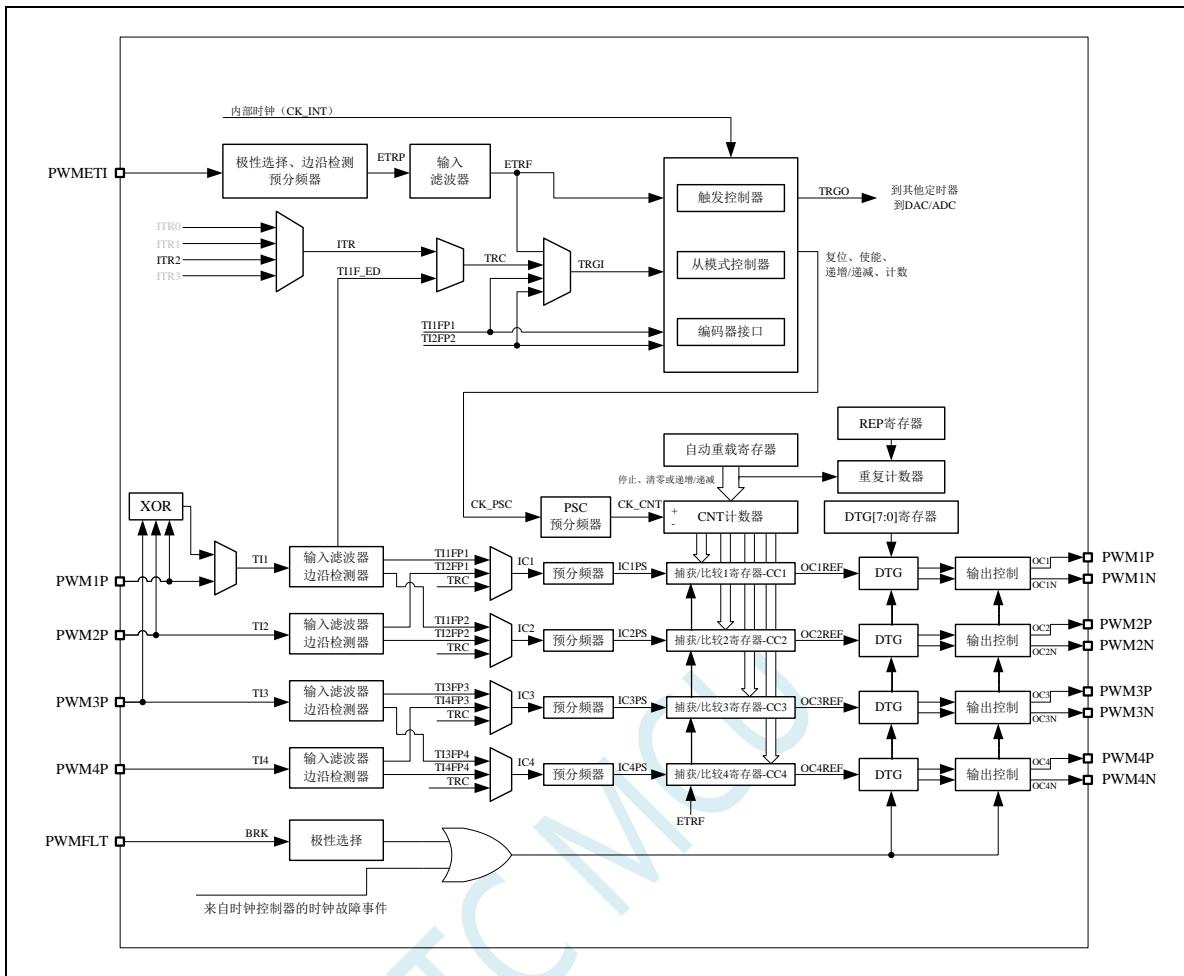 内部时钟（CK_INT）
PWMETI
极性选择、边沿检测
预分频器
ETRP
输入
滤波器
ETRF
触发控制器
TRGO
到其他定时器
到DAC/ADC
ITR0
ITR1
ITR2
ITR3
ITR
TI1F_ED
TRC
TRGI
从模式控制器
复位、使能、
递增/递减、计数
TI1FP1
TI2FP2
编码器接口
REP寄存器
自动重载寄存器
停止、清零或递增/递减
重复计数器
XOR
CK_PSC
PSC
预分频器
CK_CNT
+
-
CNT计数器
DTG[7:0]寄存器
PWM1P
TI1
输入滤波器
边沿检测器
TI1FP1
TI2FP1
TRC
IC1
预分频器
IC1PS
捕获/比较1寄存器-CC1
OC1REF
DTG
输出控制
OC1
OC1N
PWM1P
PWM1N
PWM2P
TI2
输入滤波器
边沿检测器
TI1FP2
TI2FP2
TRC
IC2
预分频器
IC2PS
捕获/比较2寄存器-CC2
OC2REF
DTG
输出控制
OC2
OC2N
PWM2P
PWM2N
PWM3P
TI3
输入滤波器
边沿检测器
TI3FP3
TI4FP3
TRC
IC3
预分频器
IC3PS
捕获/比较3寄存器-CC3
OC3REF
DTG
输出控制
OC3
OC3N
PWM3P
PWM3N
PWM4P
TI4
输入滤波器
边沿检测器
TI3FP4
TI4FP4
TRC
IC4
预分频器
IC4PS
捕获/比较4寄存器-CC4
OC4REF
DTG
输出控制
OC4
OC4N
PWM4P
PWM4N
ETRF
PWMFLT
BRK
极性选择
来自时钟控制器的时钟故障事件
TC MCU